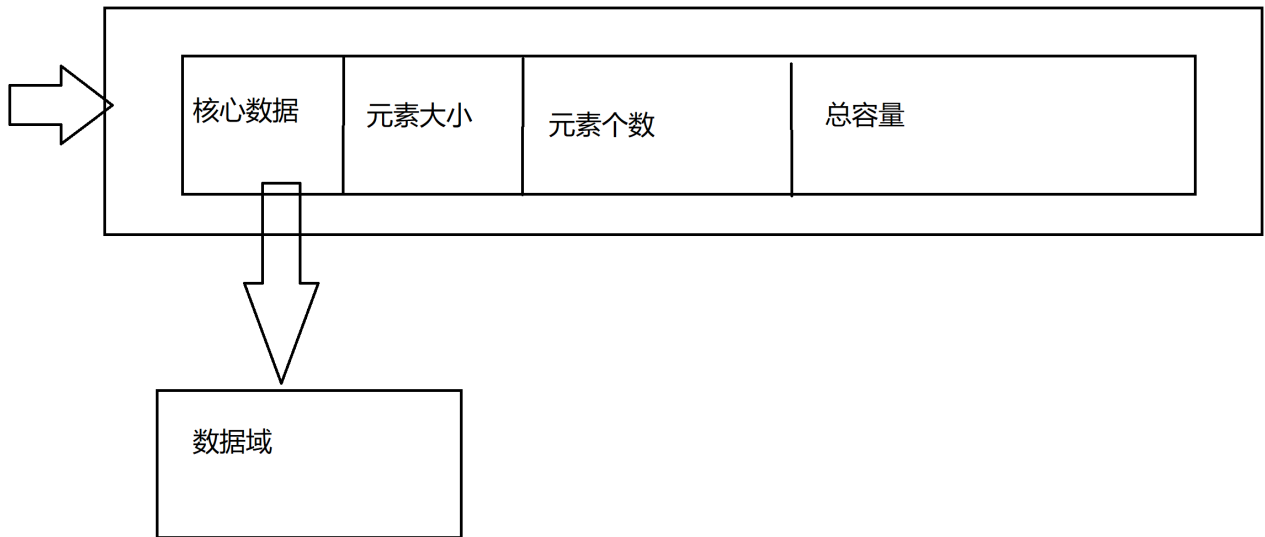 核心数据
元素大小
元素个数
总容量
数据域